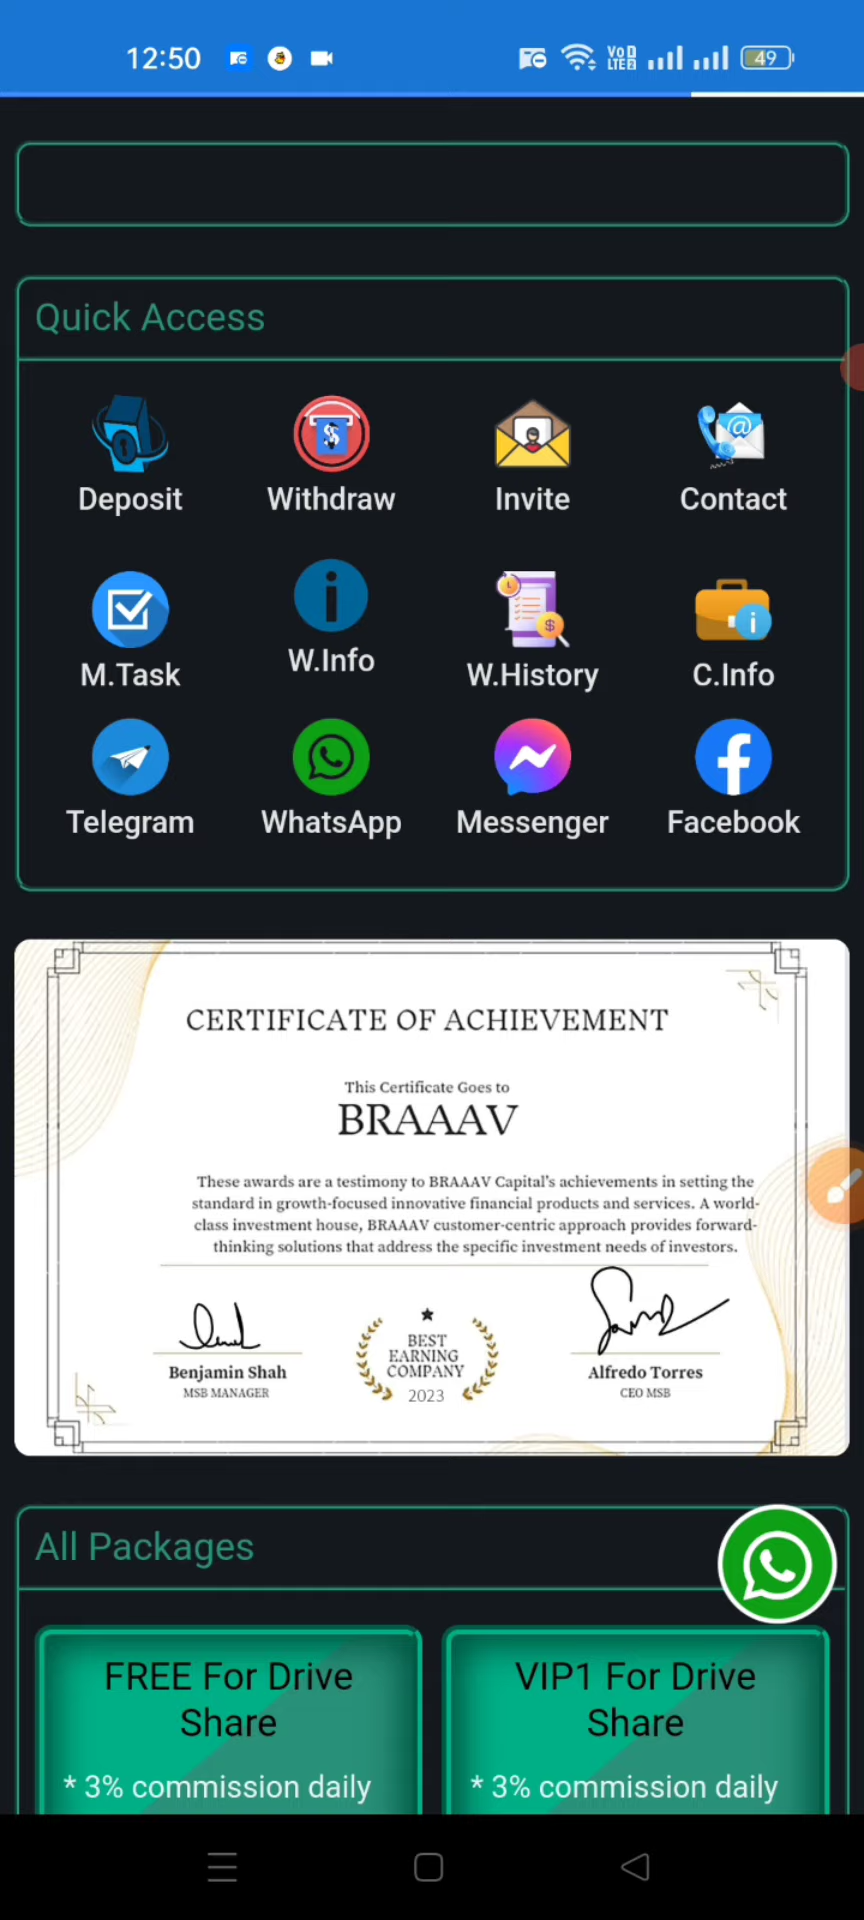 12:50
VoD
LTE2
49
Quick Access
Deposit Withdraw Invite Contact
M.Task W.Info W.History C.Info
Telegram WhatsApp Messenger Facebook
CERTIFICATE OF ACHIEVEMENT
This Certificate Goes to
BRAAAV
These awards are a testimony to BRAAAV Capital's achievements in setting the
standard in growth-focused innovative financial products and services. A world-
class investment house, BRAAAV customer-centric approach provides forward-
thinking solutions that address the specific investment needs of investors.
BEST
EARNING
COMPANY
2023
Benjamin Shah
MSB MANAGER
Alfredo Torres
CEO MSB
All Packages
FREE For Drive
Share
* 3% commission daily
VIP1 For Drive
Share
* 3% commission daily